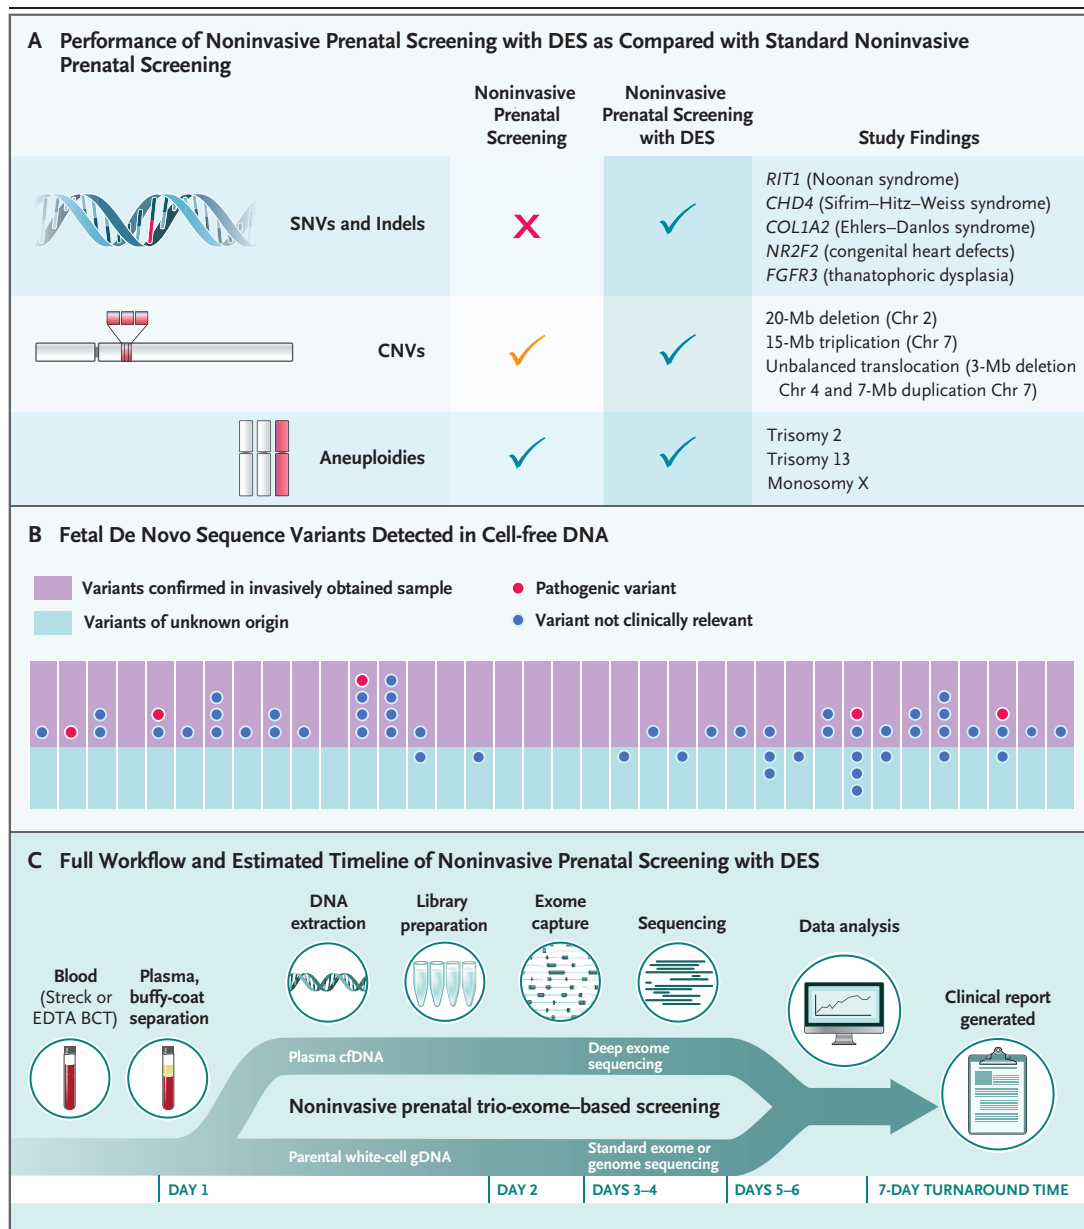 A Performance of Noninvasive Prenatal Screening with DES as Compared with Standard Noninvasive
Prenatal Screening
Noninvasive
Prenatal
Screening
Noninvasive
Prenatal Screening
with DES
Study Findings
SNVs and Indels
X
RIT1 (Noonan syndrome)
CHD4 (Sifrim–Hitz–Weiss syndrome)
COL1A2 (Ehlers–Danlos syndrome)
NR2F2 (congenital heart defects)
FGFR3 (thanatophoric dysplasia)
CNVs
20-Mb deletion (Chr 2)
15-Mb triplication (Chr 7)
Unbalanced translocation (3-Mb deletion
Chr 4 and 7-Mb duplication Chr 7)
Aneuploidies
Trisomy 2
Trisomy 13
Monosomy X
B Fetal De Novo Sequence Variants Detected in Cell-free DNA
Variants confirmed in invasively obtained sample
Pathogenic variant
Variants of unknown origin
Variant not clinically relevant
C Full Workflow and Estimated Timeline of Noninvasive Prenatal Screening with DES
Blood
(Streck or
EDTA BCT)
Plasma,
buffy-coat
separation
DNA
extraction
Library
preparation
Exome
capture
Sequencing
Data analysis
Clinical report
generated
Plasma cfDNA
Deep exome
sequencing
Noninvasive prenatal trio-exome–based screening
Parental white-cell gDNA
Standard exome or
genome sequencing
DAY 1
DAY 2
DAYS 3–4
DAYS 5–6
7-DAY TURNAROUND TIME